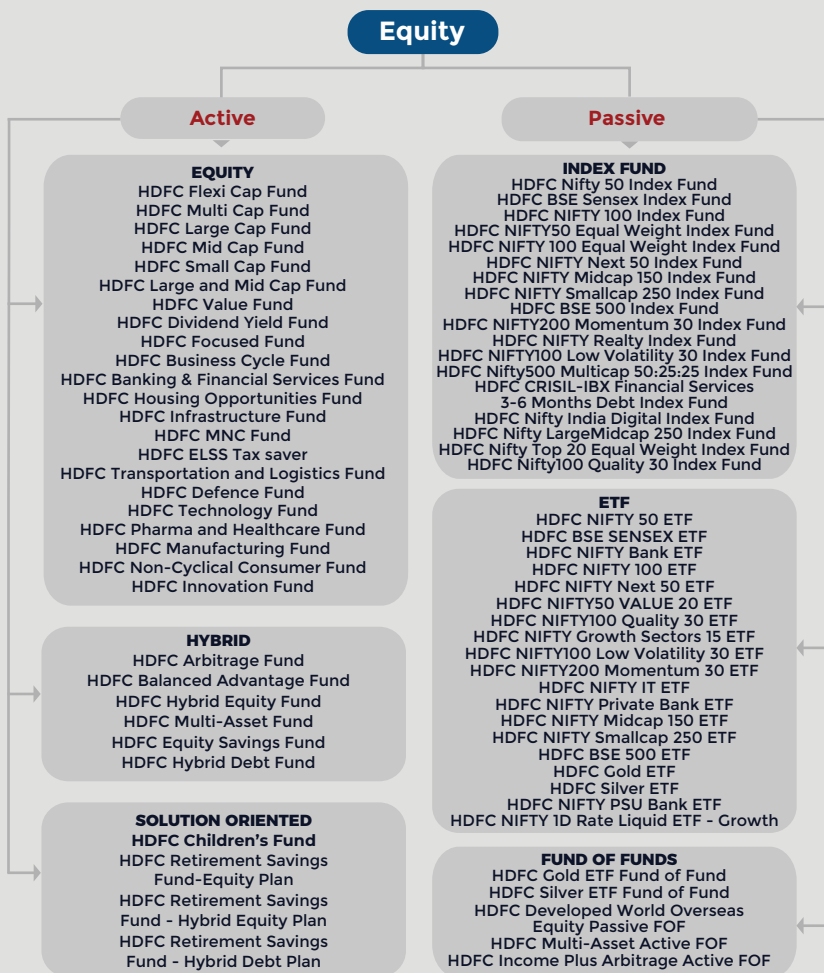 Equity
Active
EQUITY
HDFC Flexi Cap Fund
HDFC Multi Cap Fund
HDFC Large Cap Fund
HDFC Mid Cap Fund
HDFC Small Cap Fund
HDFC Large and Mid Cap Fund
HDFC Value Fund
HDFC Dividend Yield Fund
HDFC Focused Fund
HDFC Business Cycle Fund
HDFC Banking & Financial Services Fund
HDFC Housing Opportunities Fund
HDFC Infrastructure Fund
HDFC MNC Fund
HDFC ELSS Tax saver
HDFC Transportation and Logistics Fund
HDFC Defence Fund
HDFC Technology Fund
HDFC Pharma and Healthcare Fund
HDFC Manufacturing Fund
HDFC Non-Cyclical Consumer Fund
HDFC Innovation Fund
HYBRID
HDFC Arbitrage Fund
HDFC Balanced Advantage Fund
HDFC Hybrid Equity Fund
HDFC Multi-Asset Fund
HDFC Equity Savings Fund
HDFC Hybrid Debt Fund
SOLUTION ORIENTED
HDFC Children's Fund
HDFC Retirement Savings
Fund-Equity Plan
HDFC Retirement Savings
Fund - Hybrid Equity Plan
HDFC Retirement Savings
Fund - Hybrid Debt Plan
Passive
INDEX FUND
HDFC Nifty 50 Index Fund
HDFC BSE Sensex Index Fund
HDFC NIFTY 100 Index Fund
HDFC NIFTY50 Equal Weight Index Fund
HDFC NIFTY 100 Equal Weight Index Fund
HDFC NIFTY Next 50 Index Fund
HDFC NIFTY Midcap 150 Index Fund
HDFC NIFTY Smallcap 250 Index Fund
HDFC BSE 500 Index Fund
HDFC NIFTY200 Momentum 30 Index Fund
HDFC NIFTY Realty Index Fund
HDFC NIFTY100 Low Volatility 30 Index Fund
HDFC Nifty500 Multicap 50:25:25 Index Fund
HDFC CRISIL-IBX Financial Services
3-6 Months Debt Index Fund
HDFC Nifty India Digital Index Fund
HDFC Nifty LargeMidcap 250 Index Fund
HDFC Nifty Top 20 Equal Weight Index Fund
HDFC Nifty100 Quality 30 Index Fund
ETF
HDFC NIFTY 50 ETF
HDFC BSE SENSEX ETF
HDFC NIFTY Bank ETF
HDFC NIFTY 100 ETF
HDFC NIFTY Next 50 ETF
HDFC NIFTY50 VALUE 20 ETF
HDFC NIFTY100 Quality 30 ETF
HDFC NIFTY Growth Sectors 15 ETF
HDFC NIFTY100 Low Volatility 30 ETF
HDFC NIFTY200 Momentum 30 ETF
HDFC NIFTY IT ETF
HDFC NIFTY Private Bank ETF
HDFC NIFTY Midcap 150 ETF
HDFC NIFTY Smallcap 250 ETF
HDFC BSE 500 ETF
HDFC Gold ETF
HDFC Silver ETF
HDFC NIFTY PSU Bank ETF
HDFC NIFTY 1D Rate Liquid ETF - Growth
FUND OF FUNDS
HDFC Gold ETF Fund of Fund
HDFC Silver ETF Fund of Fund
HDFC Developed World Overseas
Equity Passive FOF
HDFC Multi-Asset Active FOF
HDFC Income Plus Arbitrage Active FOF